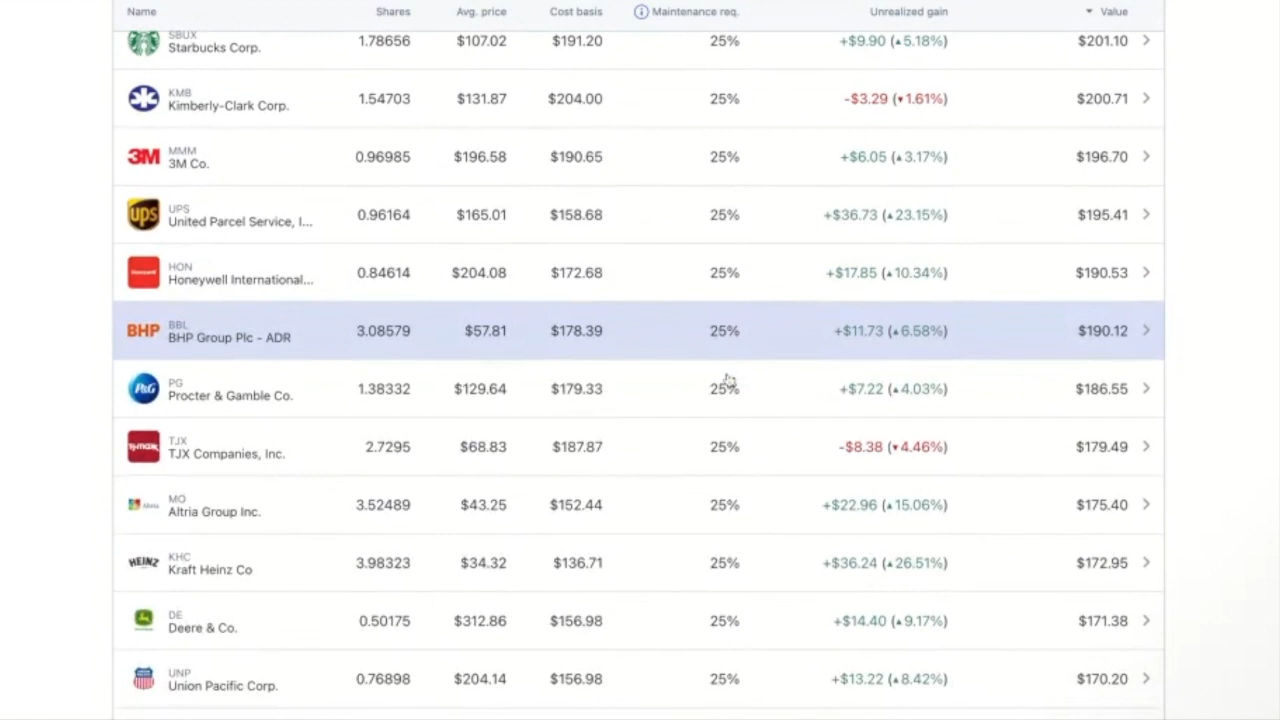 Name Shares Avg. price Cost basis Maintenance req. Unrealized gain Value
SBUX
Starbucks Corp. 1.78656 $107.02 $191.20 25% +$9.90 (▲5.18%) $201.10
KMB
Kimberly-Clark Corp. 1.54703 $131.87 $204.00 25% -$3.29 (▼1.61%) $200.71
3M
MMM
3M Co. 0.96985 $196.58 $190.65 25% +$6.05 (▲3.17%) $196.70
ups
UPS
United Parcel Service, I... 0.96164 $165.01 $158.68 25% +$36.73 (▲23.15%) $195.41
Honeywell
HON
Honeywell International... 0.84614 $204.08 $172.68 25% +$17.85 (▲10.34%) $190.53
BHP
BBL
BHP Group Plc - ADR 3.08579 $57.81 $178.39 25% +$11.73 (▲6.58%) $190.12
P&G
PG
Procter & Gamble Co. 1.38332 $129.64 $179.33 25% +$7.22 (▲4.03%) $186.55
TJX
TJX Companies, Inc. 2.7295 $68.83 $187.87 25% -$8.38 (▼4.46%) $179.49
Altria
MO
Altria Group Inc. 3.52489 $43.25 $152.44 25% +$22.96 (▲15.06%) $175.40
HEINZ
KHC
Kraft Heinz Co 3.98323 $34.32 $136.71 25% +$36.24 (▲26.51%) $172.95
DE
Deere & Co. 0.50175 $312.86 $156.98 25% +$14.40 (▲9.17%) $171.38
UNP
Union Pacific Corp. 0.76898 $204.14 $156.98 25% +$13.22 (▲8.42%) $170.20